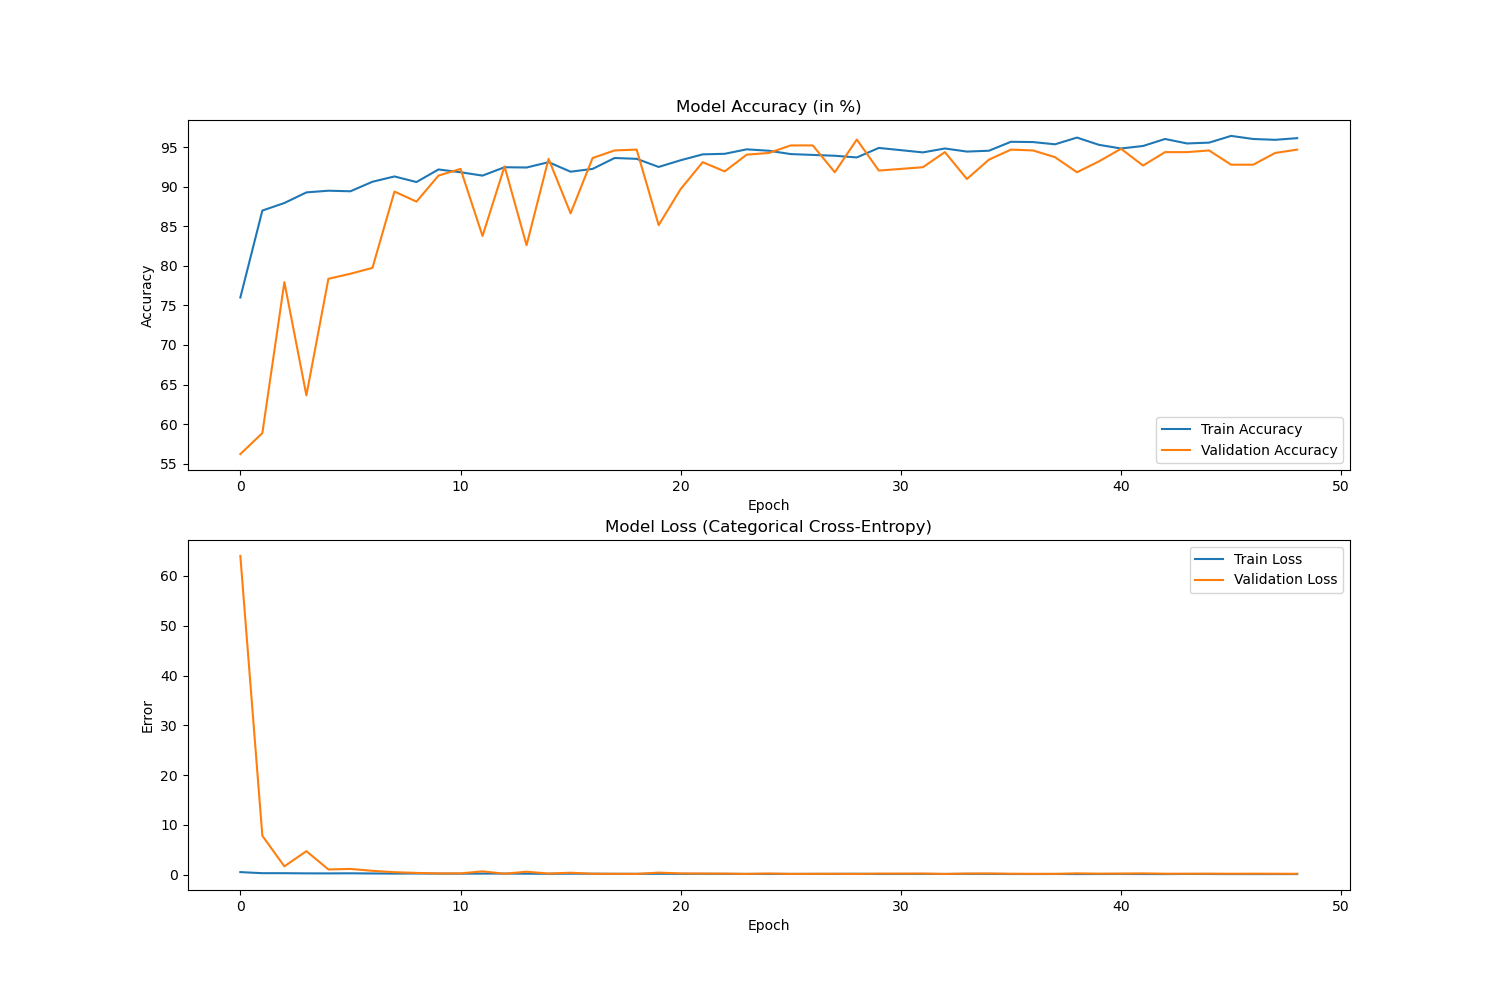 Model Accuracy (in %)
Accuracy
95
90
85
80
75
70
65
60
55
Train Accuracy
Validation Accuracy
0 10 20 30 40 50
Epoch
Model Loss (Categorical Cross-Entropy)
Error
60
50
40
30
20
10
0
Train Loss
Validation Loss
0 10 20 30 40 50
Epoch